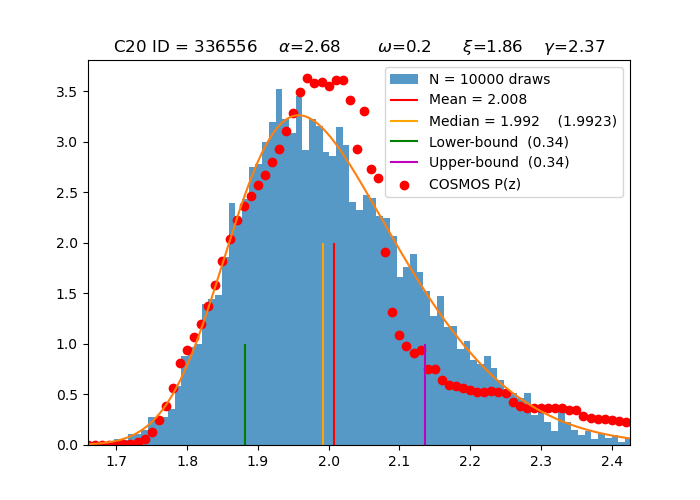 C20 ID = 336556 α=2.68 ω=0.2 ξ=1.86 γ=2.37
N = 10000 draws
Mean = 2.008
Median = 1.992 (1.9923)
Lower-bound (0.34)
Upper-bound (0.34)
COSMOS P(z)
3.5
3.0
2.5
2.0
1.5
1.0
0.5
0.0
1.7 1.8 1.9 2.0 2.1 2.2 2.3 2.4